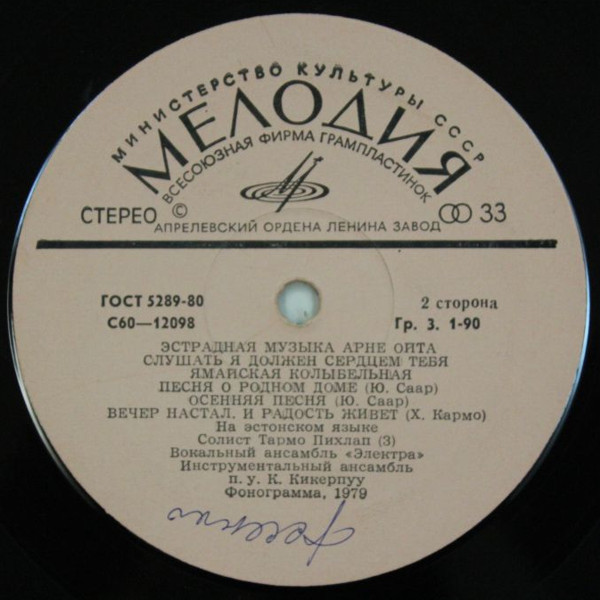 МИНИСТЕРСТВО КУЛЬТУРЫ СССР
МЕЛОДИЯ
ВСЕСОЮЗНАЯ ФИРМА ГРАМПЛАСТИНОК
СТЕРЕО © 33
АПРЕЛЕВСКИЙ ОРДЕНА ЛЕНИНА ЗАВОД
ГОСТ 5289-80 2 сторона
С60—12098 Гр. 3. 1-90
ЭСТРАДНАЯ МУЗЫКА АРНЕ ОЙТА
СЛУШАТЬ Я ДОЛЖЕН СЕРДЦЕМ ТЕБЯ
ЯМАЙСКАЯ КОЛЫБЕЛЬНАЯ
ПЕСНЯ О РОДНОМ ДОМЕ (Ю. Саар)
ОСЕННЯЯ ПЕСНЯ (Ю. Саар)
ВЕЧЕР НАСТАЛ, И РАДОСТЬ ЖИВЕТ (Х. Кармо)
На эстонском языке
Солист Тармо Пихлап (3)
Вокальный ансамбль «Электра»
Инструментальный ансамбль
п. у. К. Кикерпуу
Фонограмма, 1979